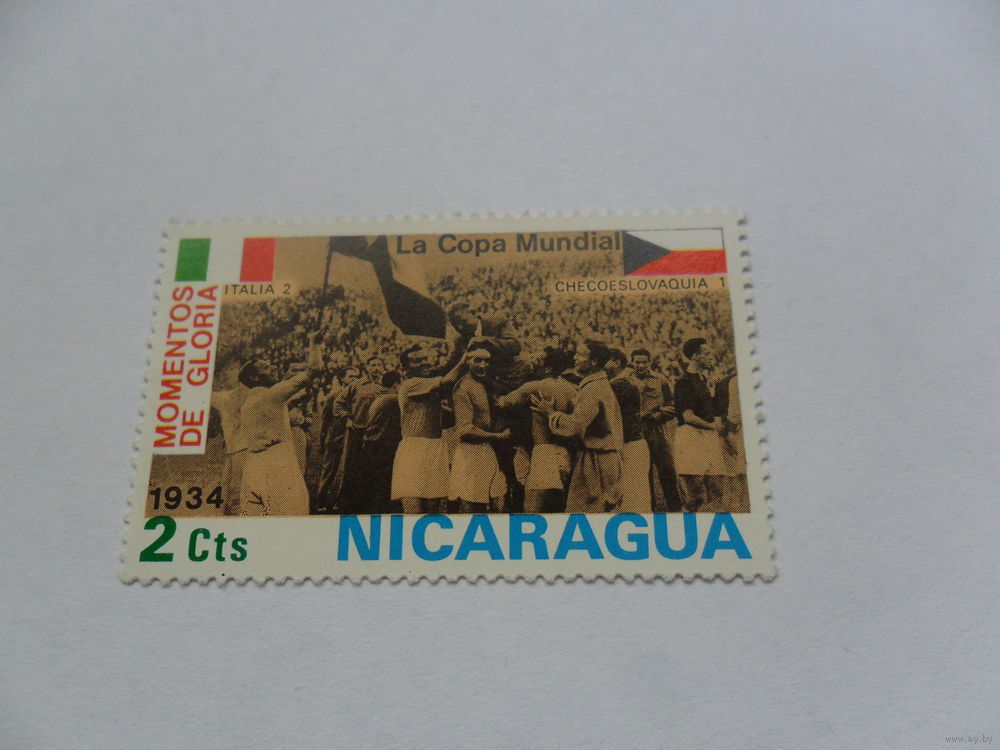 La Copa Mundial
ITALIA 2
CHECOESLOVAQUIA 1
MOMENTOS
DE GLORIA
1934
2 Cts
NICARAGUA
www.ay.by